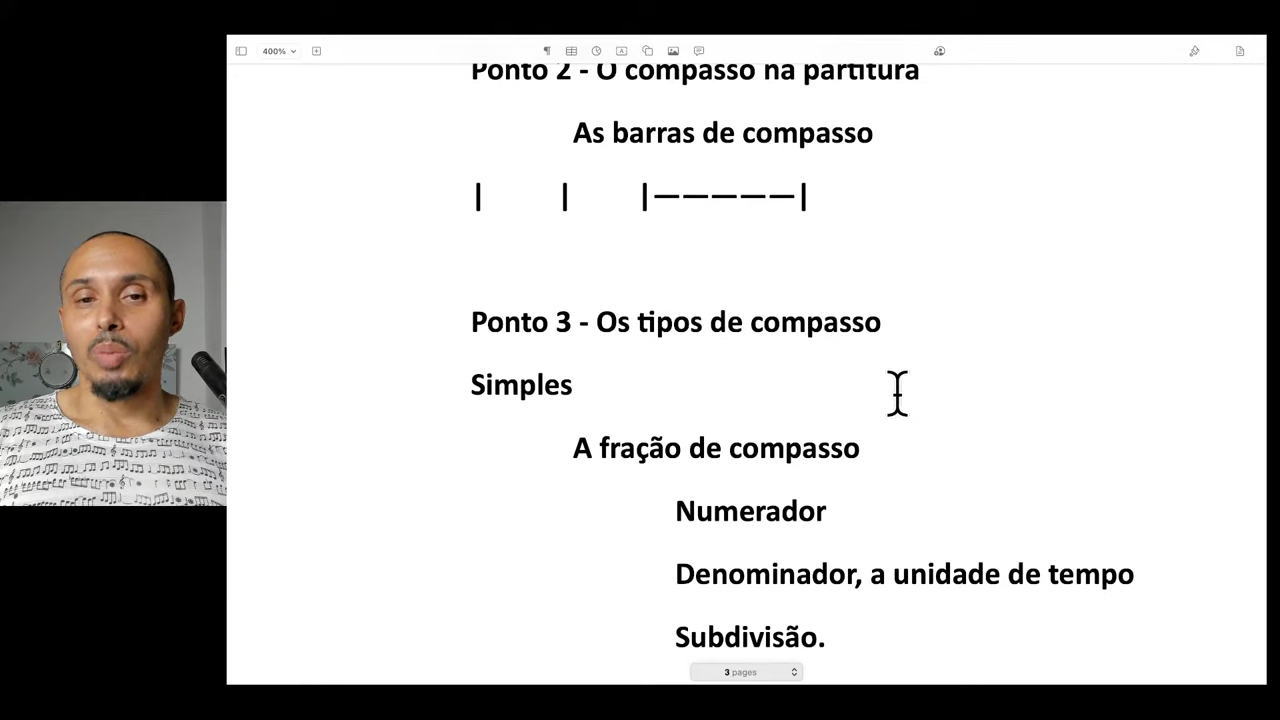 400%
Ponto 2 - O compasso na partitura
As barras de compasso
| | |—————|
Ponto 3 - Os tipos de compasso
Simples
A fração de compasso
Numerador
Denominador, a unidade de tempo
Subdivisão.
3 pages